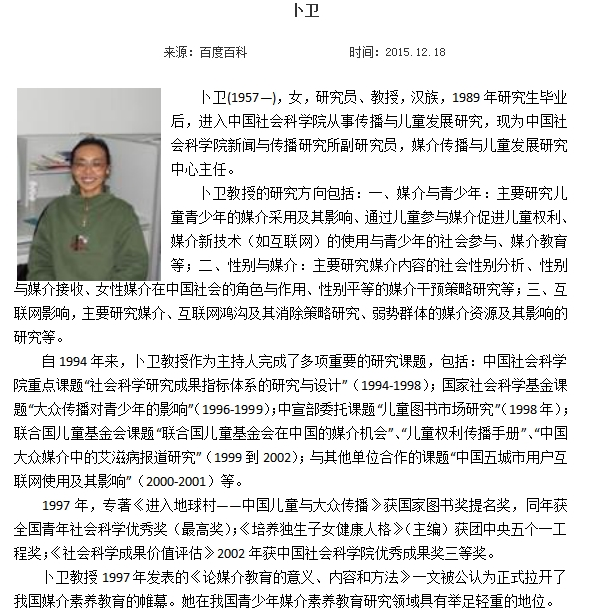 卜卫
来源：百度百科 时间：2015.12.18
卜卫(1957—)，女，研究员、教授，汉族，1989 年研究生毕业
后，进入中国社会科学院从事传播与儿童发展研究，现为中国社
会科学院新闻与传播研究所副研究员，媒介传播与儿童发展研究
中心主任。
卜卫教授的研究方向包括：一、媒介与青少年：主要研究儿
童青少年的媒介采用及其影响、通过儿童参与媒介促进儿童权利、
媒介新技术（如互联网）的使用与青少年的社会参与、媒介教育
等；二、性别与媒介：主要研究媒介内容的社会性别分析、性别
与媒介接收、女性媒介在中国社会的角色与作用、性别平等的媒介干预策略研究等；三、互
联网影响，主要研究媒介、互联网鸿沟及其消除策略研究、弱势群体的媒介资源及其影响的
研究等。
自 1994 年来，卜卫教授作为主持人完成了多项重要的研究课题，包括：中国社会科学
院重点课题“社会科学研究成果指标体系的研究与设计”（1994-1998）；国家社会科学基金课
题“大众传播对青少年的影响”（1996-1999）；中宣部委托课题“儿童图书市场研究”（1998 年）；
联合国儿童基金会课题“联合国儿童基金会在中国的媒介机会”、“儿童权利传播手册”、“中国
大众媒介中的艾滋病报道研究”（1999 到 2002）；与其他单位合作的课题“中国五城市用户互
联网使用及其影响”（2000-2001）等。
1997 年，专著《进入地球村——中国儿童与大众传播》获国家图书奖提名奖，同年获
全国青年社会科学优秀奖（最高奖）；《培养独生子女健康人格》（主编）获团中央五个一工
程奖；《社会科学成果价值评估》2002 年获中国社会科学院优秀成果奖三等奖。
卜卫教授 1997 年发表的《论媒介教育的意义、内容和方法》一文被公认为正式拉开了
我国媒介素养教育的帷幕。她在我国青少年媒介素养教育研究领域具有举足轻重的地位。